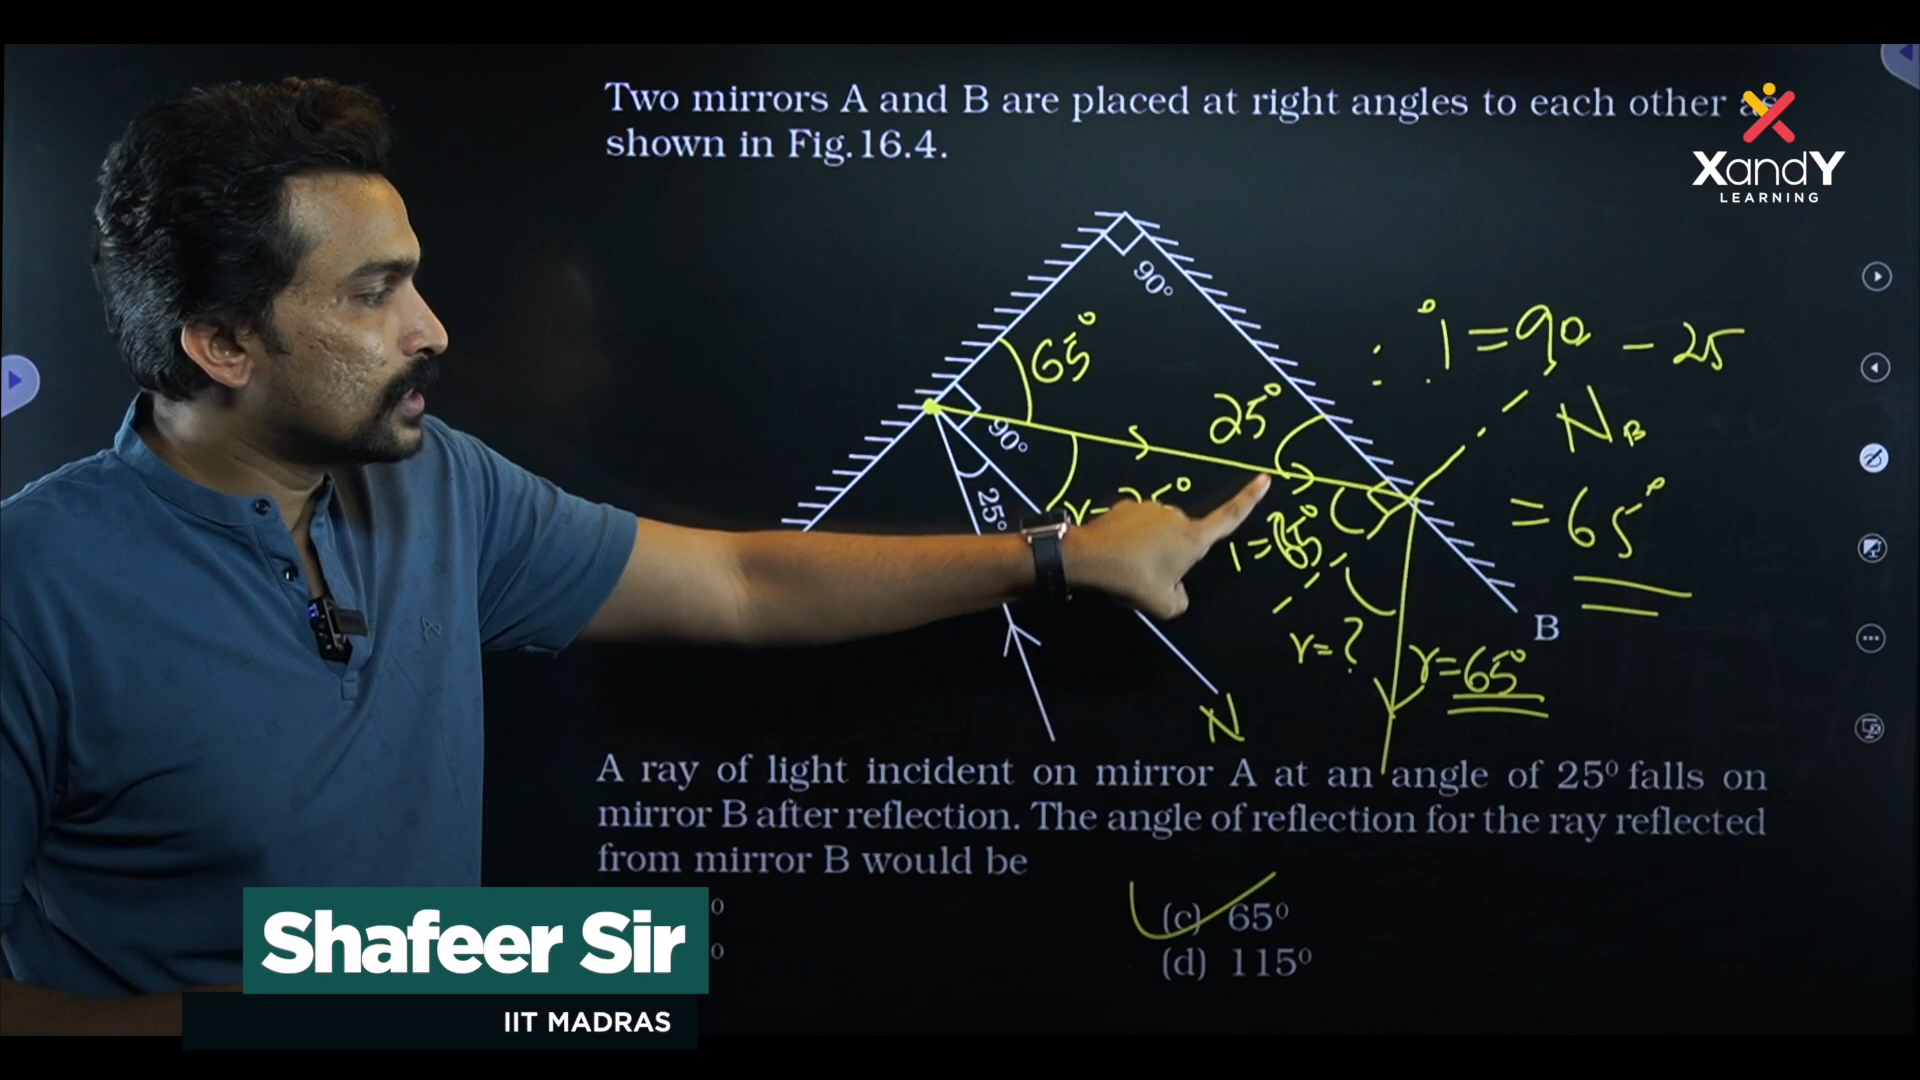 Two mirrors A and B are placed at right angles to each other as
shown in Fig.16.4.
XandY
LEARNING
90°
65°
∴ i = 90 - 25
25°
N_B
90°
= 65°
25°
i = 65°
r = ?
r = 65°
B
N
A ray of light incident on mirror A at an angle of 25⁰ falls on
mirror B after reflection. The angle of reflection for the ray reflected
from mirror B would be
(c) 65⁰
(d) 115⁰
Shafeer Sir
IIT MADRAS